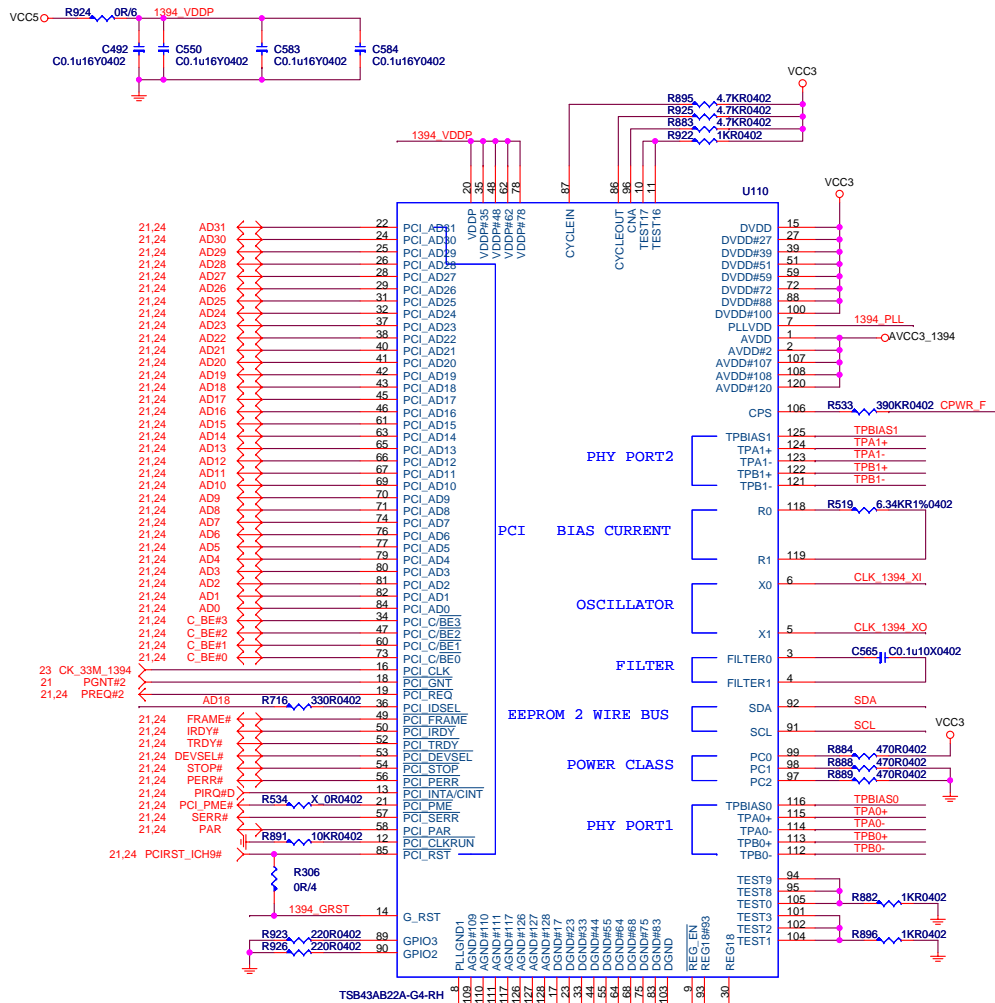 VCC5 R924 0R/6 1394_VDDP
C492 C550 C583 C584
C0.1u16Y0402 C0.1u16Y0402 C0.1u16Y0402 C0.1u16Y0402
VCC3
R895 4.7KR0402
R925 4.7KR0402
R883 4.7KR0402
R922 1KR0402
1394_VDDP
20 35 48 62 78 87 86 96 10 11
U110
VCC3
VDDP VDDP#35 VDDP#48 VDDP#62 VDDP#78 CYCLEIN CYCLEOUT CNA TEST17 TEST16
21,24 AD31 22 PCI_AD31
21,24 AD30 24 PCI_AD30
21,24 AD29 25 PCI_AD29
21,24 AD28 26 PCI_AD28
21,24 AD27 28 PCI_AD27
21,24 AD26 29 PCI_AD26
21,24 AD25 31 PCI_AD25
21,24 AD24 32 PCI_AD24
21,24 AD23 37 PCI_AD23
21,24 AD22 38 PCI_AD22
21,24 AD21 40 PCI_AD21
21,24 AD20 41 PCI_AD20
21,24 AD19 42 PCI_AD19
21,24 AD18 43 PCI_AD18
21,24 AD17 45 PCI_AD17
21,24 AD16 46 PCI_AD16
21,24 AD15 61 PCI_AD15
21,24 AD14 63 PCI_AD14
21,24 AD13 65 PCI_AD13
21,24 AD12 66 PCI_AD12
21,24 AD11 67 PCI_AD11
21,24 AD10 69 PCI_AD10
21,24 AD9 70 PCI_AD9
21,24 AD8 71 PCI_AD8
21,24 AD7 74 PCI_AD7
21,24 AD6 76 PCI_AD6
21,24 AD5 77 PCI_AD5
21,24 AD4 79 PCI_AD4
21,24 AD3 80 PCI_AD3
21,24 AD2 81 PCI_AD2
21,24 AD1 82 PCI_AD1
21,24 AD0 84 PCI_AD0
21,24 C_BE#3 34 PCI_C/BE3
21,24 C_BE#2 47 PCI_C/BE2
21,24 C_BE#1 60 PCI_C/BE1
21,24 C_BE#0 73 PCI_C/BE0
23 CK_33M_1394 16 PCI_CLK
21 PGNT#2 18 PCI_GNT
21,24 PREQ#2 19 PCI_REQ
AD18 R716 330R0402 36 PCI_IDSEL
21,24 FRAME# 49 PCI_FRAME
21,24 IRDY# 50 PCI_IRDY
21,24 TRDY# 52 PCI_TRDY
21,24 DEVSEL# 53 PCI_DEVSEL
21,24 STOP# 54 PCI_STOP
21,24 PERR# 56 PCI_PERR
21,24 PIRQ#D 13 PCI_INTA/CINT
21,24 PCI_PME# R534 X_0R0402 21 PCI_PME
21,24 SERR# 57 PCI_SERR
21,24 PAR 58 PCI_PAR
R891 10KR0402 12 PCI_CLKRUN
21,24 PCIRST_ICH9# 85 PCI_RST
R306
0R/4
1394_GRST 14 G_RST
R923 220R0402 89 GPIO3
R926 220R0402 90 GPIO2
PCI
DVDD 15
DVDD#27 27
DVDD#39 39
DVDD#51 51
DVDD#59 59
DVDD#72 72
DVDD#88 88
DVDD#100 100
PLLVDD 7 1394_PLL
AVDD 1 AVCC3_1394
AVDD#2 2
AVDD#107 107
AVDD#108 108
AVDD#120 120
CPS 106 R533 390KR0402 CPWR_F
TPBIAS1 125 TPBIAS1
TPA1+ 124 TPA1+
PHY PORT2 TPA1- 123 TPA1-
TPB1+ 122 TPB1+
TPB1- 121 TPB1-
R0 118 R519 6.34KR1%0402
BIAS CURRENT
R1 119
X0 6 CLK_1394_XI
OSCILLATOR
X1 5 CLK_1394_XO
FILTER0 3 C565 C0.1u10X0402
FILTER
FILTER1 4
SDA 92 SDA
EEPROM 2 WIRE BUS
SCL 91 SCL
VCC3
PC0 99 R884 470R0402
POWER CLASS PC1 98 R888 470R0402
PC2 97 R889 470R0402
TPBIAS0 116 TPBIAS0
TPA0+ 115 TPA0+
PHY PORT1 TPA0- 114 TPA0-
TPB0+ 113 TPB0+
TPB0- 112 TPB0-
TEST9 94
TEST8 95
TEST0 105 R882 1KR0402
TEST3 101
TEST2 102
TEST1 104 R896 1KR0402
PLLGND1 AGND#109 AGND#110 AGND#111 AGND#117 AGND#126 AGND#127 AGND#128 DGND#17 DGND#23 DGND#33 DGND#44 DGND#55 DGND#64 DGND#68 DGND#75 DGND#83 DGND REG_EN REG18#93 REG18
TSB43AB22A-G4-RH
8 109 110 111 117 126 127 128 17 23 33 44 55 64 68 75 83 103 9 93 30